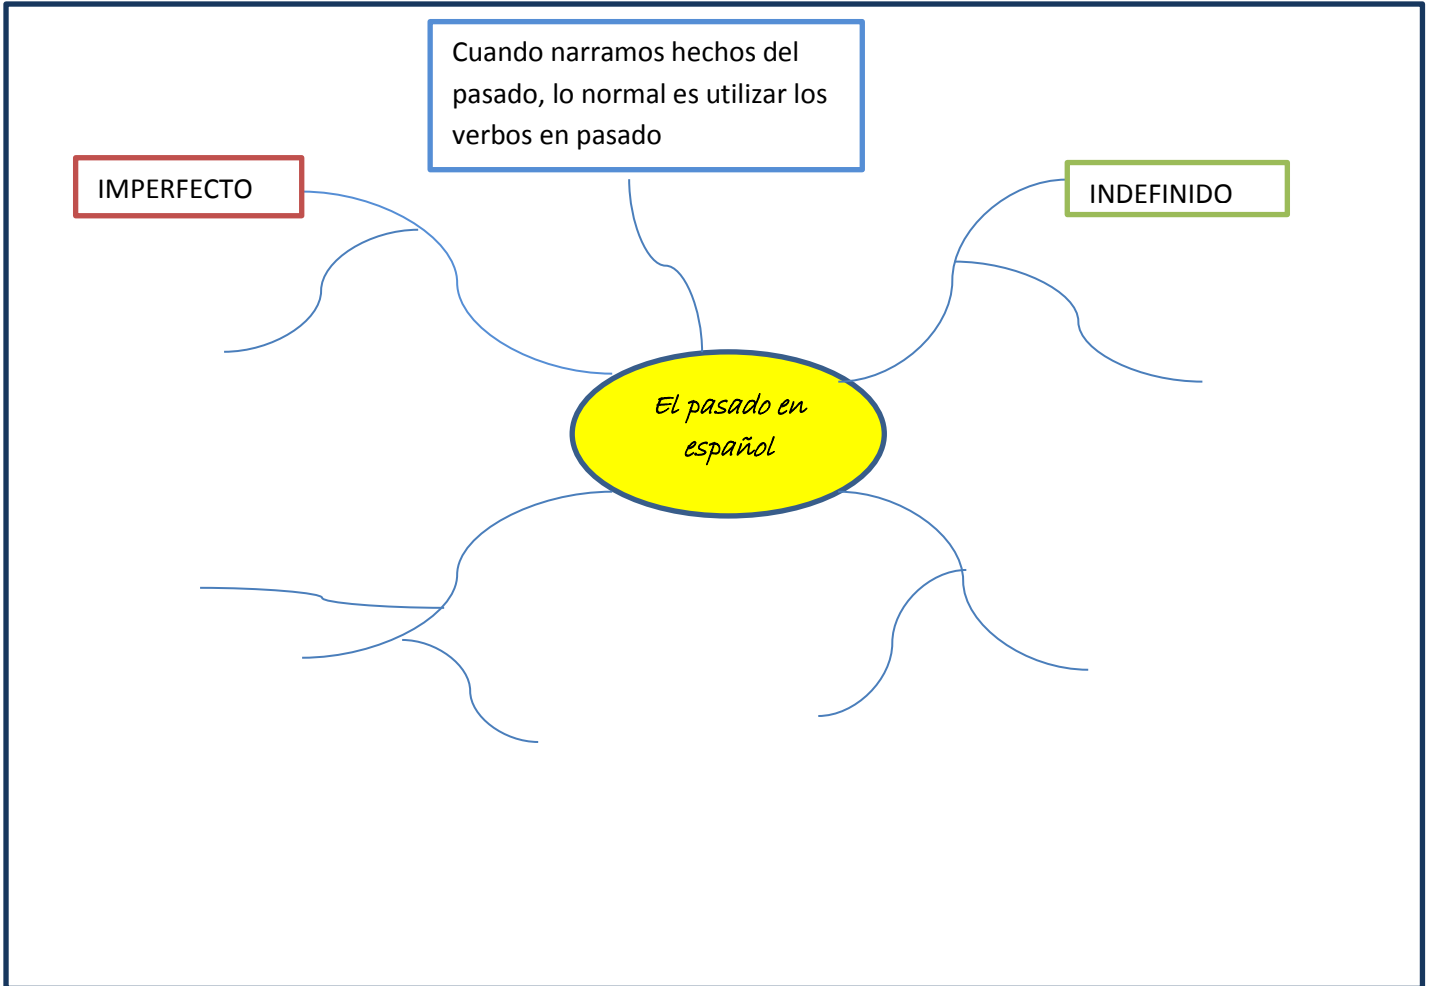 Cuando narramos hechos del
pasado, lo normal es utilizar los
verbos en pasado
IMPERFECTO
INDEFINIDO
El pasado en
español